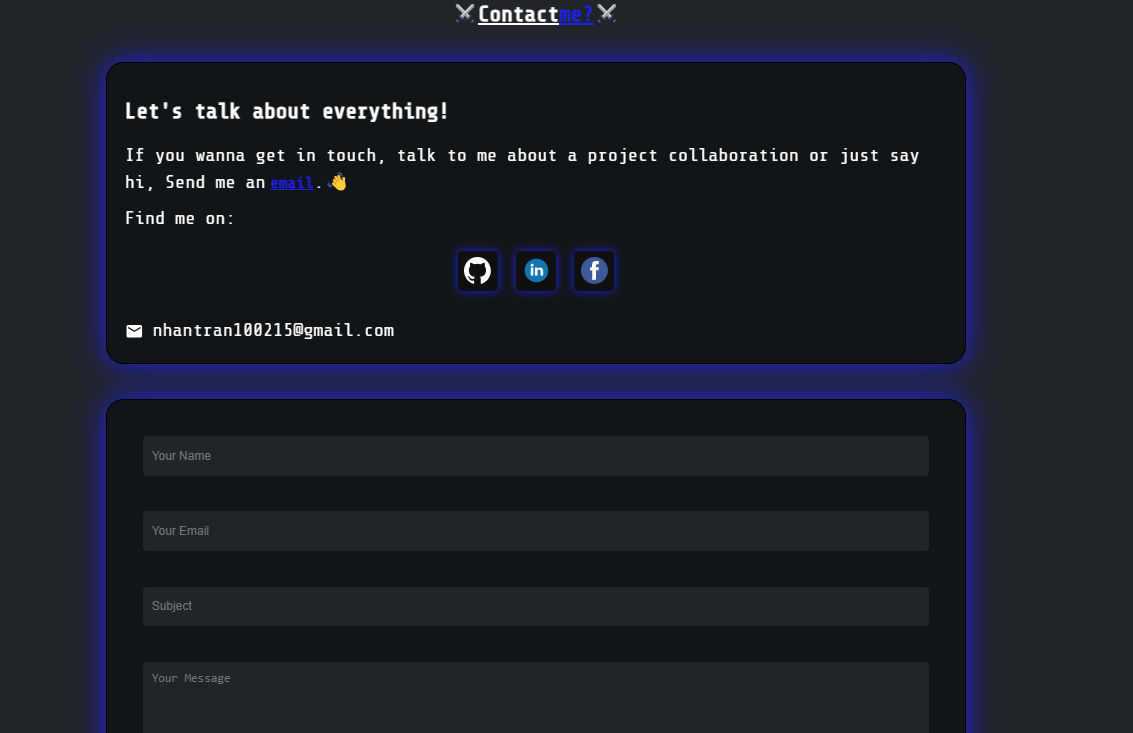 ⚔Contactme?⚔
Let's talk about everything!
If you wanna get in touch, talk to me about a project collaboration or just say
hi, Send me an email.👋
Find me on:
in f
nhantran100215@gmail.com
Your Name
Your Email
Subject
Your Message